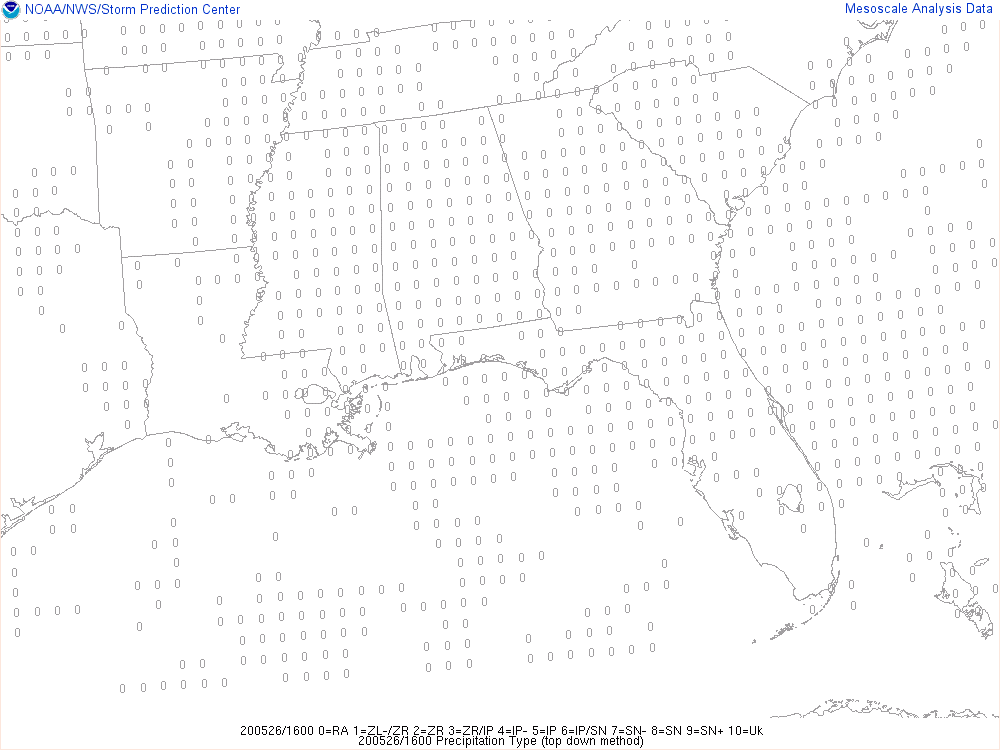 NOAA/NWS/Storm Prediction Center
Mesoscale Analysis Data
200526/1600 0=RA 1=ZL-/ZR 2=ZR 3=ZR/IP 4=IP- 5=IP 6=IP/SN 7=SN- 8=SN 9=SN+ 10=Uk
200526/1600 Precipitation Type (top down method)